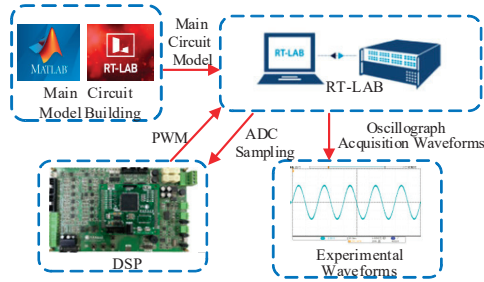 MATLAB
RT-LAB
Main Circuit
Model Building
Main
Circuit
Model
RT-LAB
RT-LAB
PWM
ADC
Sampling
Oscillograph
Acquisition Waveforms
DSP
Experimental
Waveforms